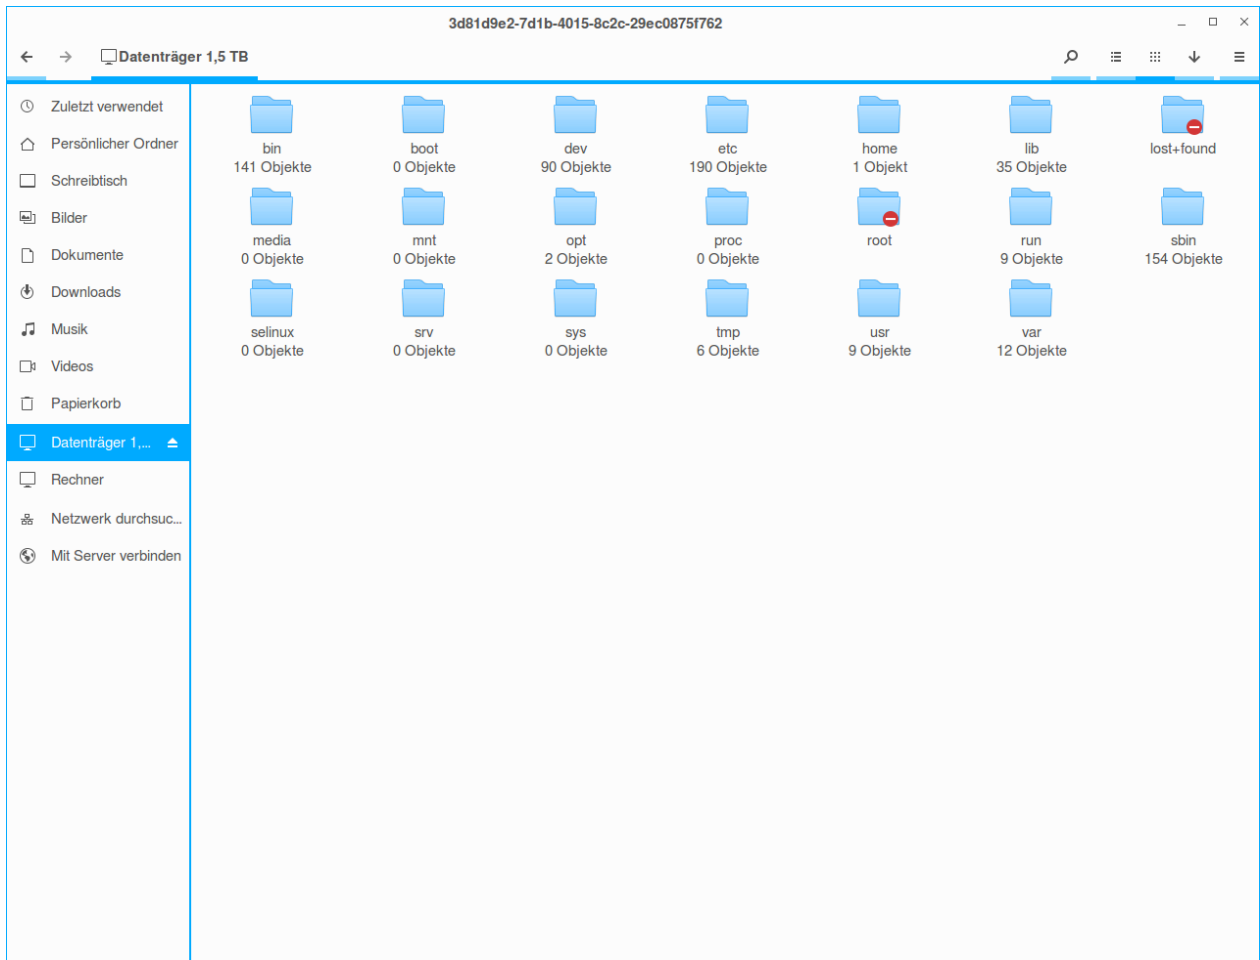 3d81d9e2-7d1b-4015-8c2c-29ec0875f762
Datenträger 1,5 TB
Zuletzt verwendet
Persönlicher Ordner
Schreibtisch
Bilder
Dokumente
Downloads
Musik
Videos
Papierkorb
Datenträger 1,...
Rechner
Netzwerk durchsuc...
Mit Server verbinden
bin boot dev etc home lib lost+found
141 Objekte 0 Objekte 90 Objekte 190 Objekte 1 Objekt 35 Objekte
media mnt opt proc root run sbin
0 Objekte 0 Objekte 2 Objekte 0 Objekte 9 Objekte 154 Objekte
selinux srv sys tmp usr var
0 Objekte 0 Objekte 0 Objekte 6 Objekte 9 Objekte 12 Objekte